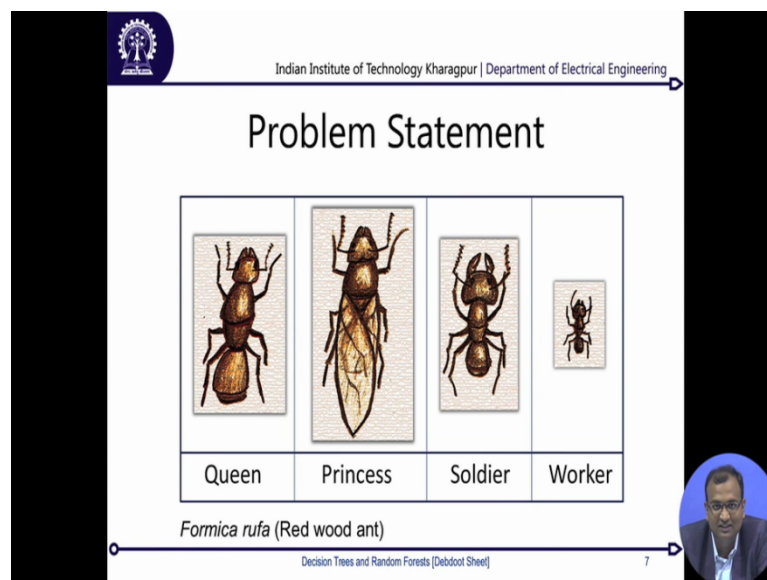 Indian Institute of Technology Kharagpur | Department of Electrical Engineering
Problem Statement
Queen Princess Soldier Worker
Formica rufa (Red wood ant)
Decision Trees and Random Forests [Debdoot Sheet] 7